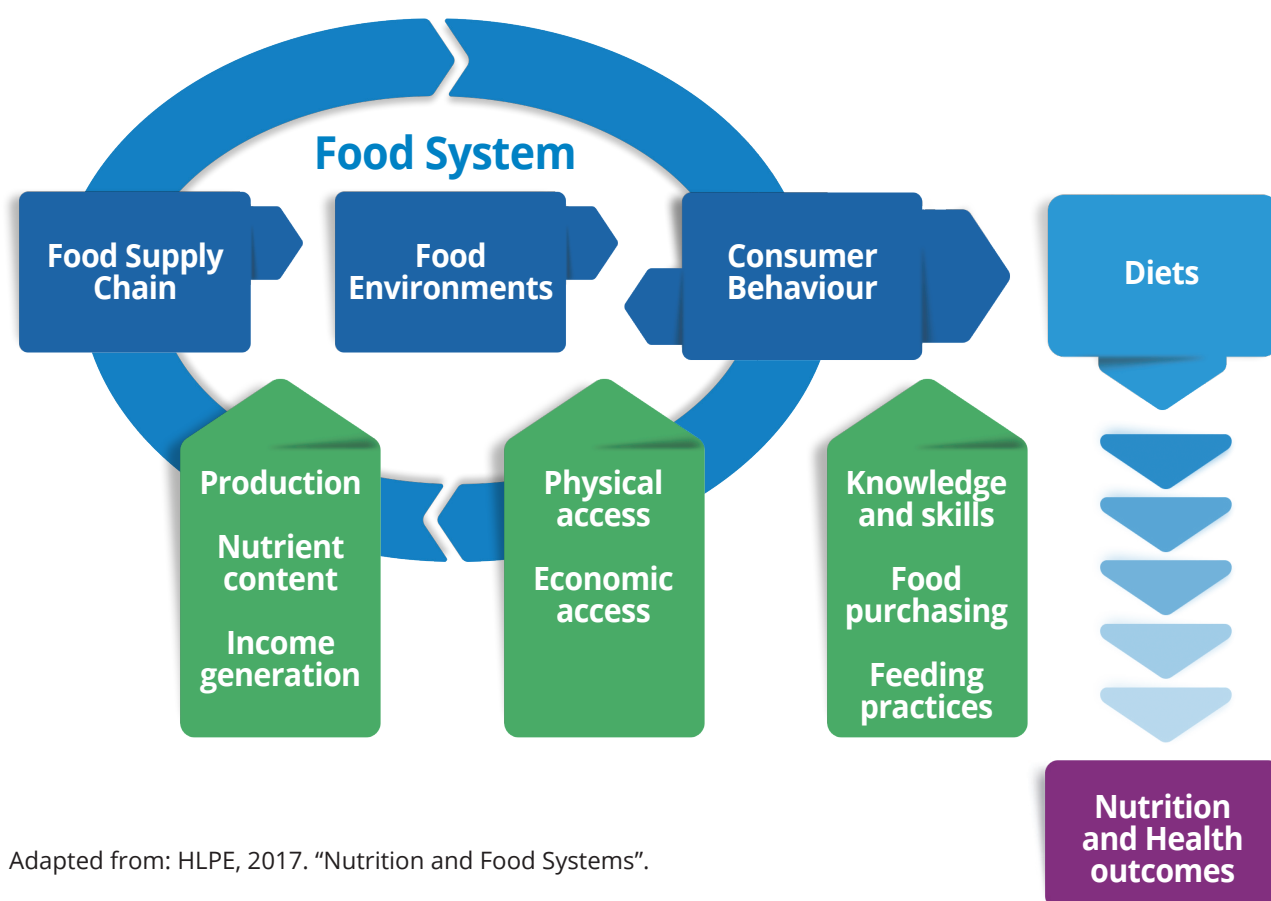 Food System
Food Supply
Chain
Food
Environments
Consumer
Behaviour
Diets
Production
Nutrient
content
Income
generation
Physical
access
Economic
access
Knowledge
and skills
Food
purchasing
Feeding
practices
Nutrition
and Health
outcomes
Adapted from: HLPE, 2017. “Nutrition and Food Systems”.